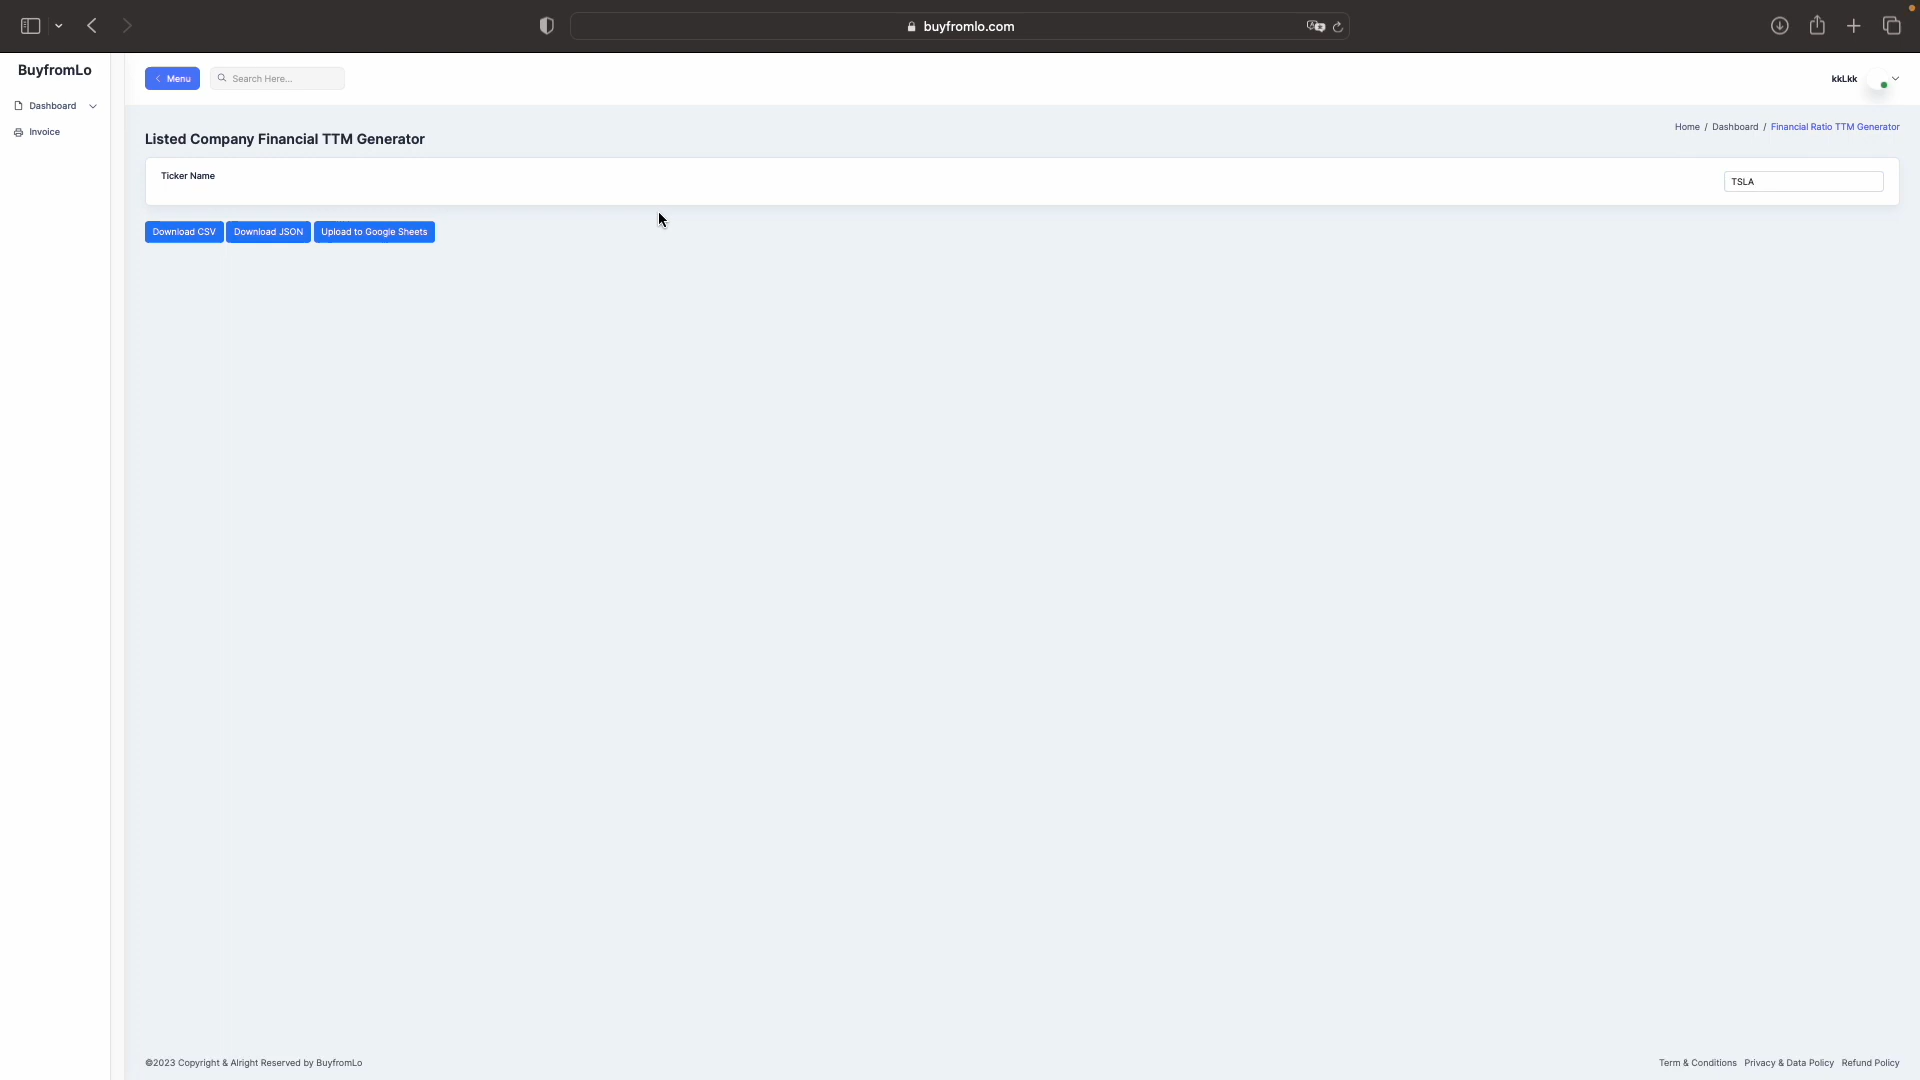 buyfromlo.com
BuyfromLo
Menu
Search Here...
kkLkk
Dashboard
Invoice
Home / Dashboard / Financial Ratio TTM Generator
Listed Company Financial TTM Generator
Ticker Name
TSLA
Download CSV
Download JSON
Upload to Google Sheets
©2023 Copyright & Alright Reserved by BuyfromLo
Term & Conditions
Privacy & Data Policy
Refund Policy